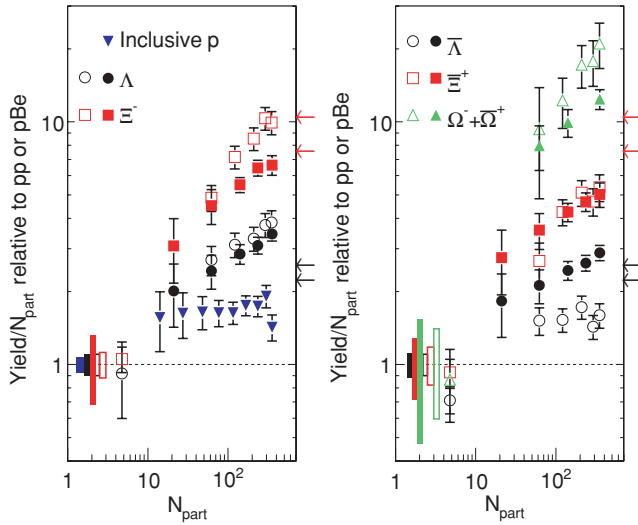 Yield/N_part relative to pp or pBe
10
1
Inclusive p
Λ
Ξ⁻
1
10
10²
N_part
Yield/N_part relative to pp or pBe
10
1
Λ̅
Ξ̅⁺
Ω⁻+Ω̅⁺
1
10
10²
N_part